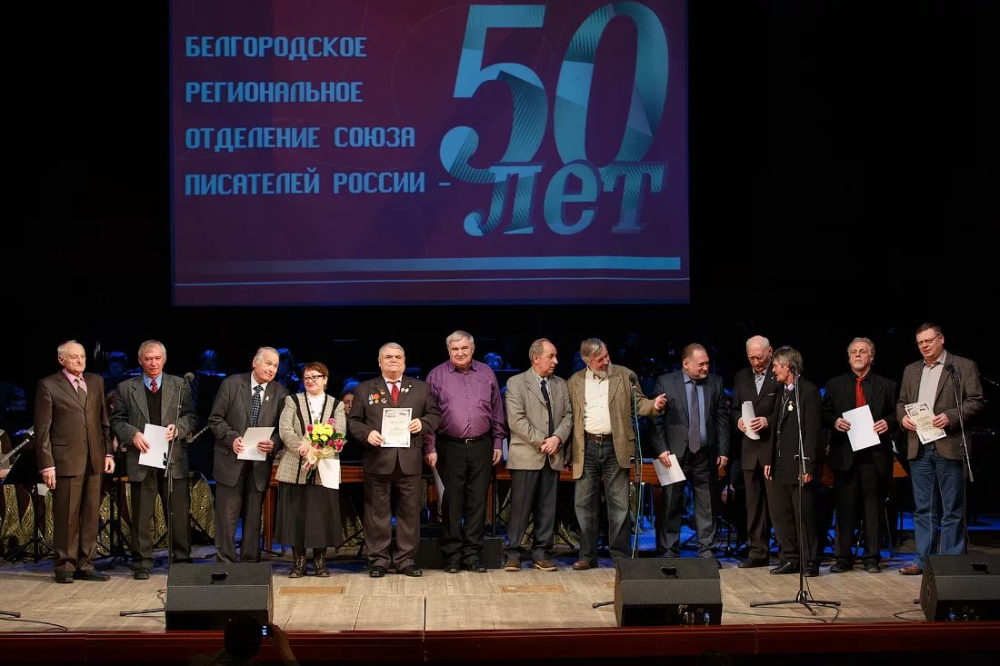 БЕЛГОРОДСКОЕ
РЕГИОНАЛЬНОЕ
ОТДЕЛЕНИЕ СОЮЗА
ПИСАТЕЛЕЙ РОССИИ -
50
лет